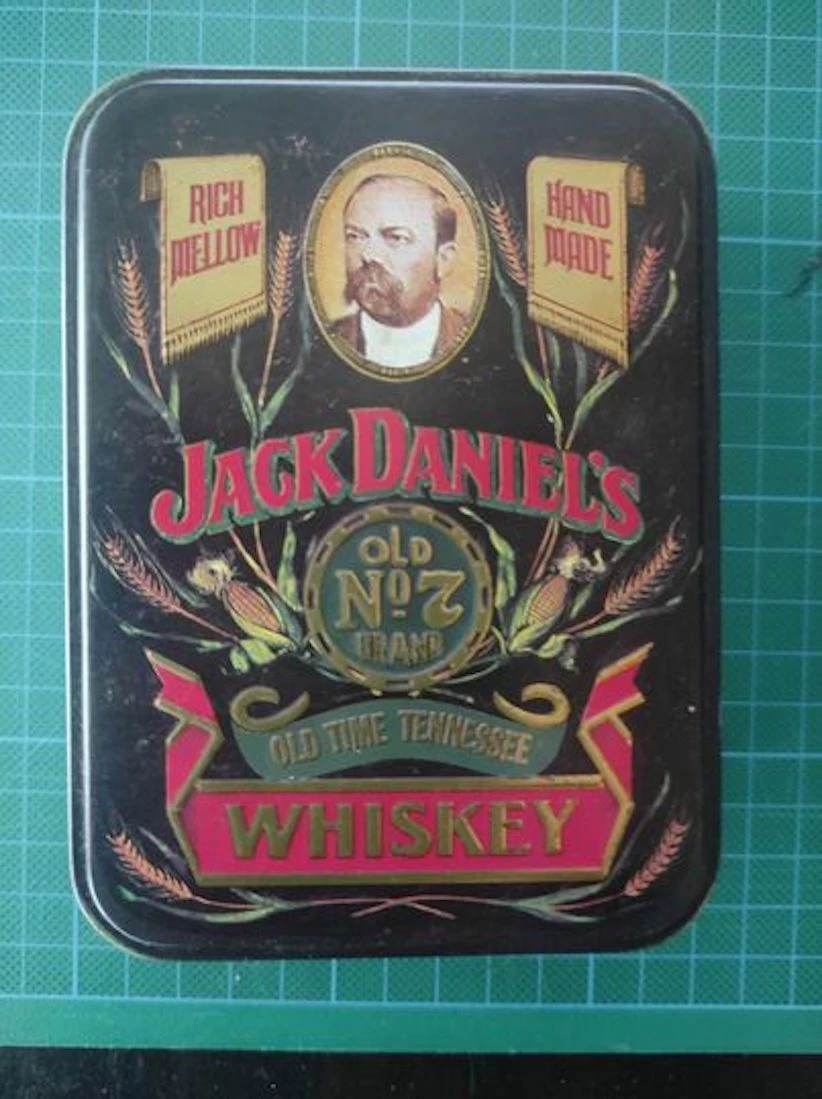 RICH
MELLOW
HAND
MADE
JACK DANIEL'S
OLD
Nº 7
BRAND
OLD TIME TENNESSEE
WHISKEY